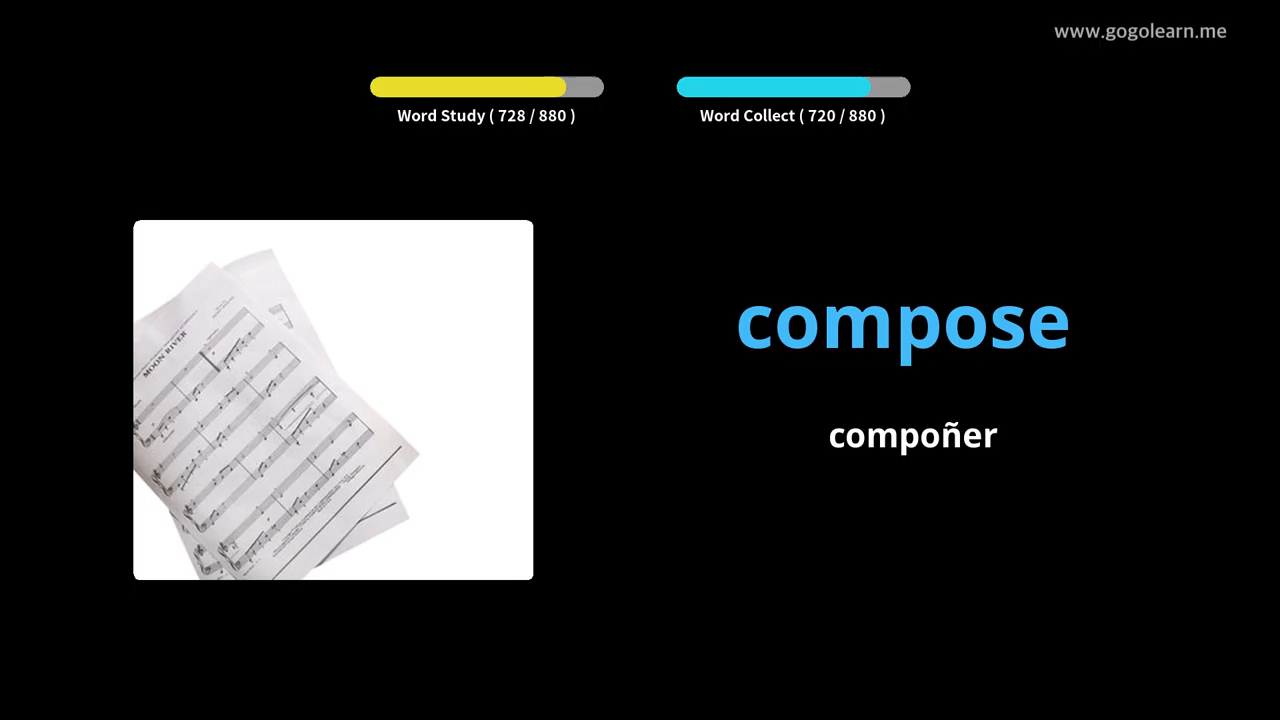 www.gogolearn.me
Word Study ( 728 / 880 )
Word Collect ( 720 / 880 )
MOON RIVER
compose
compoñer